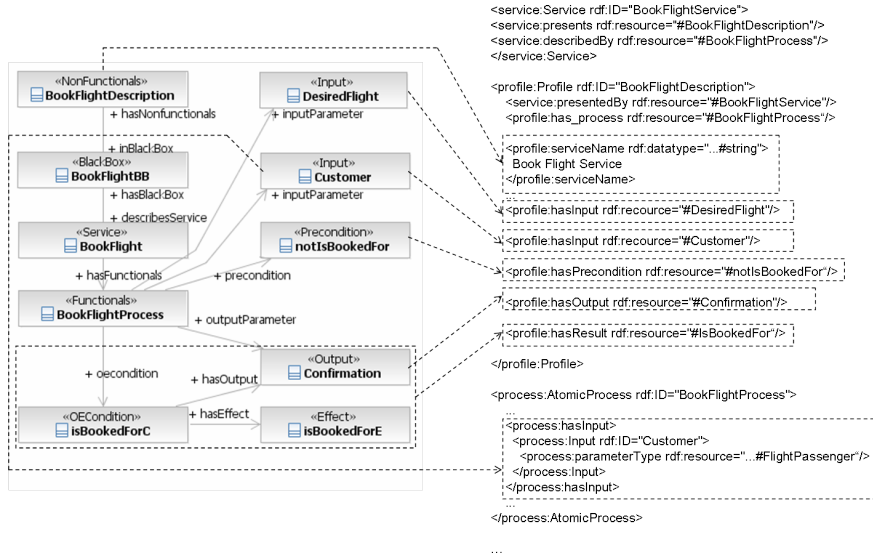 «NonFunctionals»
BookFlightDescription
+ hasNonfunctionals
+ inBlackBox
«BlackBox»
BookFlightBB
+ hasBlackBox
+ describesService
«Service»
BookFlight
+ hasFunctionals
«Functionals»
BookFlightProcess
+ oecondition
«OECondition»
isBookedForC
«Input»
DesiredFlight
+ inputParameter
«Input»
Customer
+ inputParameter
«Precondition»
notIsBookedFor
+ precondition
+ outputParameter
«Output»
Confirmation
+ hasOutput
+ hasEffect
«Effect»
isBookedForE
<service:Service rdf:ID="BookFlightService">
<service:presents rdf:resource="#BookFlightDescription"/>
<service:describedBy rdf:resource="#BookFlightProcess"/>
</service:Service>
<profile:Profile rdf:ID="BookFlightDescription">
<service:presentedBy rdf:resource="#BookFlightService"/>
<profile:has_process rdf:resource="#BookFlightProcess“/>
<profile:serviceName rdf:datatype="...#string">
Book Flight Service
</profile:serviceName>
...
<profile:hasInput rdf:recource="#DesiredFlight"/>
<profile:hasInput rdf:recource="#Customer"/>
<profile:hasPrecondition rdf:resource="#notIsBookedFor“/>
<profile:hasOutput rdf:resource="#Confirmation"/>
<profile:hasResult rdf:resource="#IsBookedFor“/>
</profile:Profile>
<process:AtomicProcess rdf:ID="BookFlightProcess">
...
<process:hasInput>
<process:Input rdf:ID="Customer">
<process:parameterType rdf:resource="...#FlightPassenger“/>
</process:Input>
</process:hasInput>
...
</process:AtomicProcess>
...